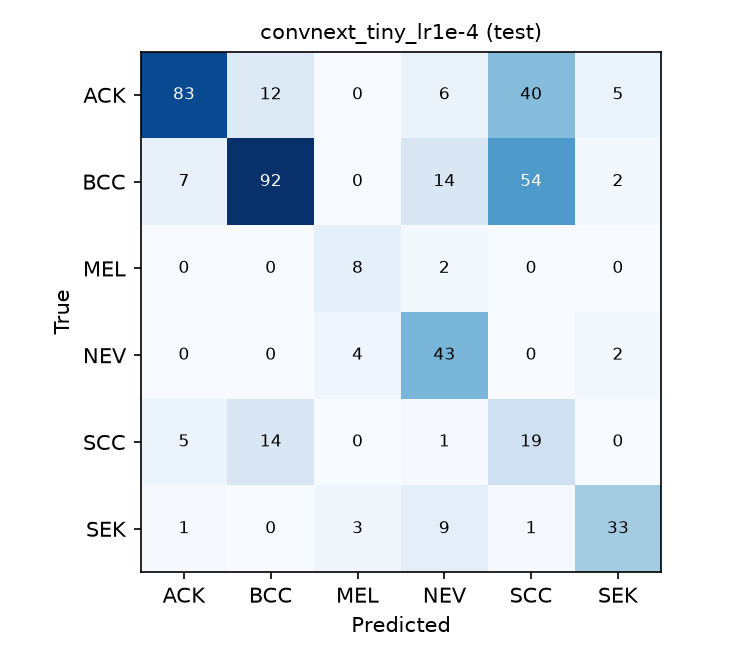 convnext_tiny_lr1e-4 (test)
ACK 83 12 0 6 40 5
BCC 7 92 0 14 54 2
MEL 0 0 8 2 0 0
NEV 0 0 4 43 0 2
SCC 5 14 0 1 19 0
SEK 1 0 3 9 1 33
ACK BCC MEL NEV SCC SEK
Predicted
True